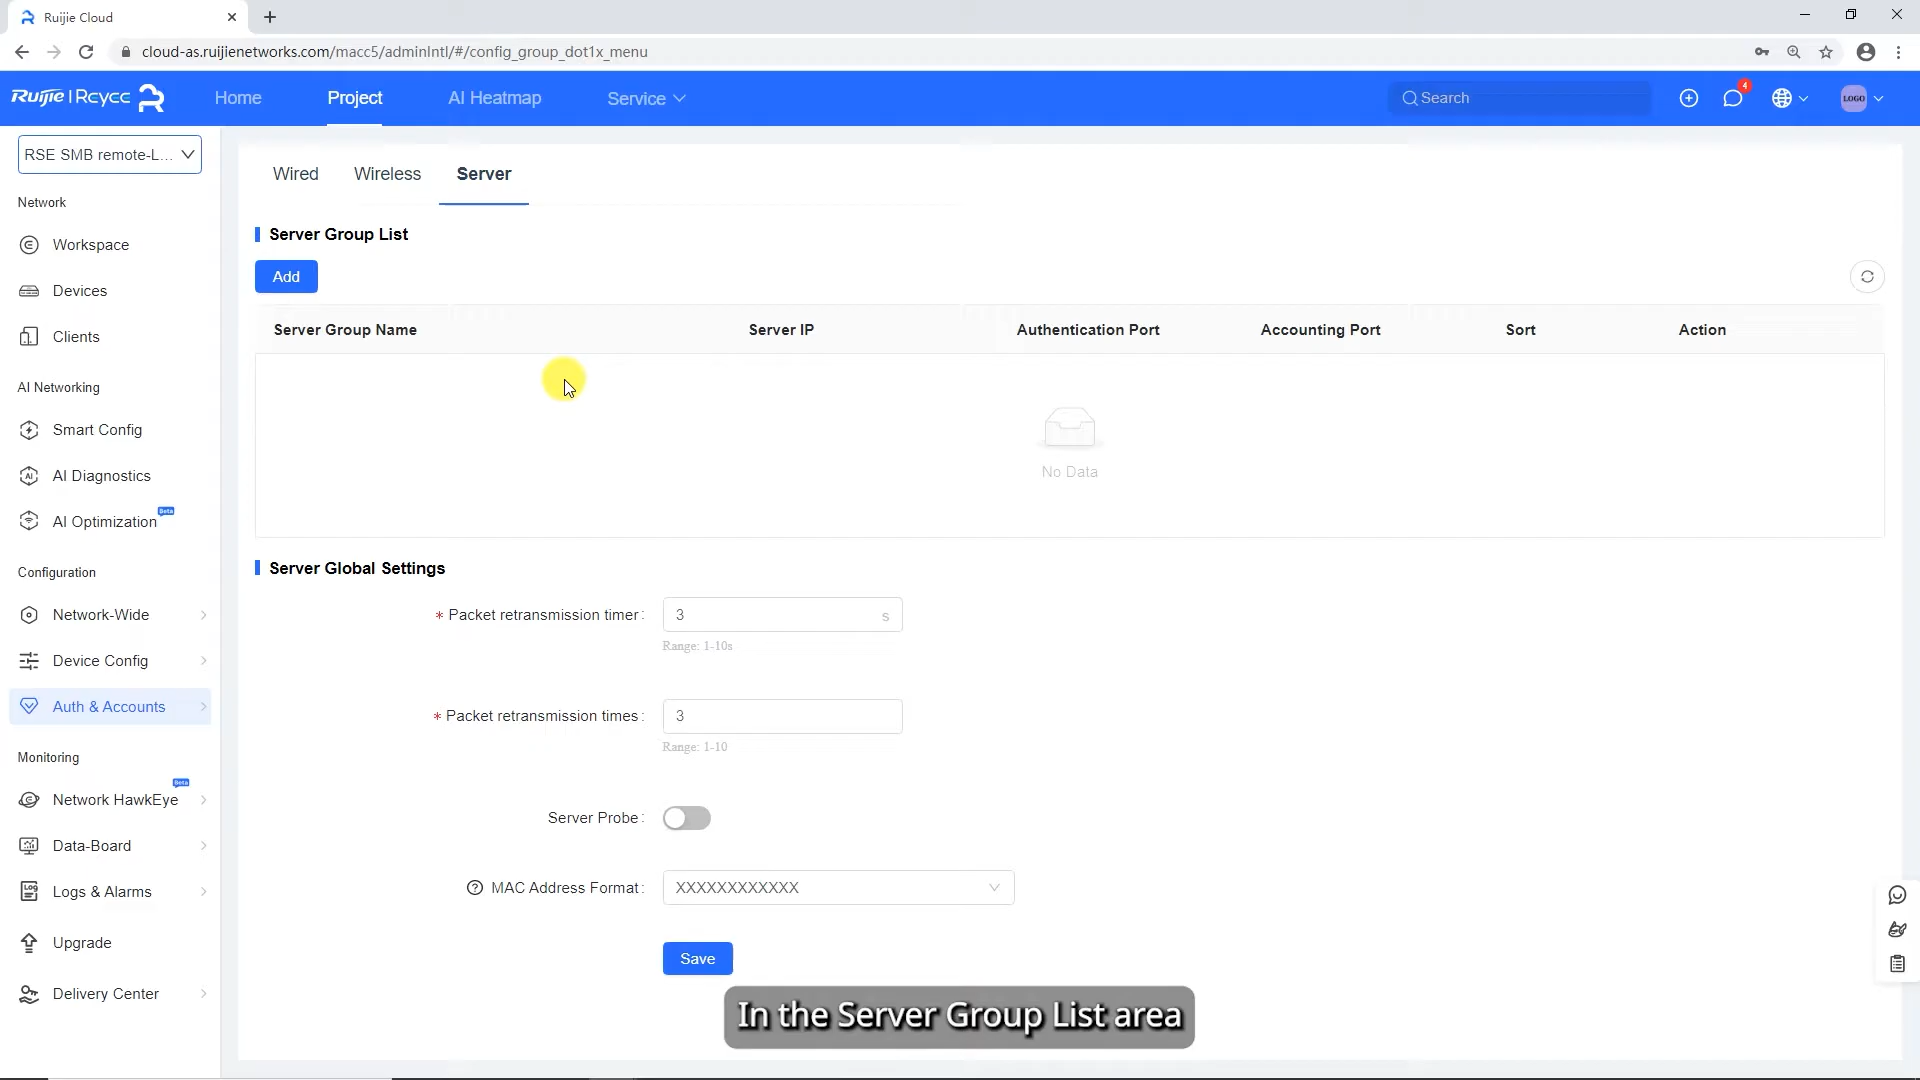 Ruijie Cloud
cloud-as.ruijienetworks.com/macc5/adminIntl/#/config_group_dot1x_menu
Ruijie | Rcycc
Home
Project
AI Heatmap
Service
Search
4
LOGO
RSE SMB remote-L...
Network
Workspace
Devices
Clients
AI Networking
Smart Config
AI Diagnostics
AI Optimization Beta
Configuration
Network-Wide
Device Config
Auth & Accounts
Monitoring
Network HawkEye Beta
Data-Board
Logs & Alarms
Upgrade
Delivery Center
Wired
Wireless
Server
Server Group List
Add
Server Group Name Server IP Authentication Port Accounting Port Sort Action
No Data
Server Global Settings
* Packet retransmission timer: 3 s
Range: 1-10s
* Packet retransmission times: 3
Range: 1-10
Server Probe:
MAC Address Format: XXXXXXXXXXXX
Save
In the Server Group List area